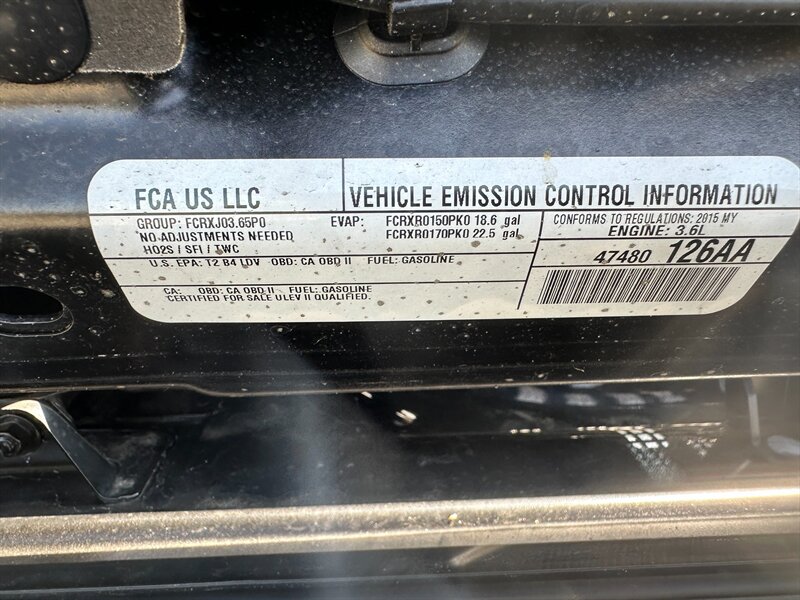 FCA US LLC
VEHICLE EMISSION CONTROL INFORMATION
GROUP: FCRXJ03.65P0
NO ADJUSTMENTS NEEDED
HO2S / SFI / TWC
EVAP: FCRXR0150PK0 18.6 gal
FCRXR0170PK0 22.5 gal
CONFORMS TO REGULATIONS: 2015 MY
ENGINE: 3.6L
U.S. EPA: T2 B4 LDV OBD: CA OBD II FUEL: GASOLINE
47480 126AA
CA: OBD: CA OBD II FUEL: GASOLINE
CERTIFIED FOR SALE ULEV II QUALIFIED.